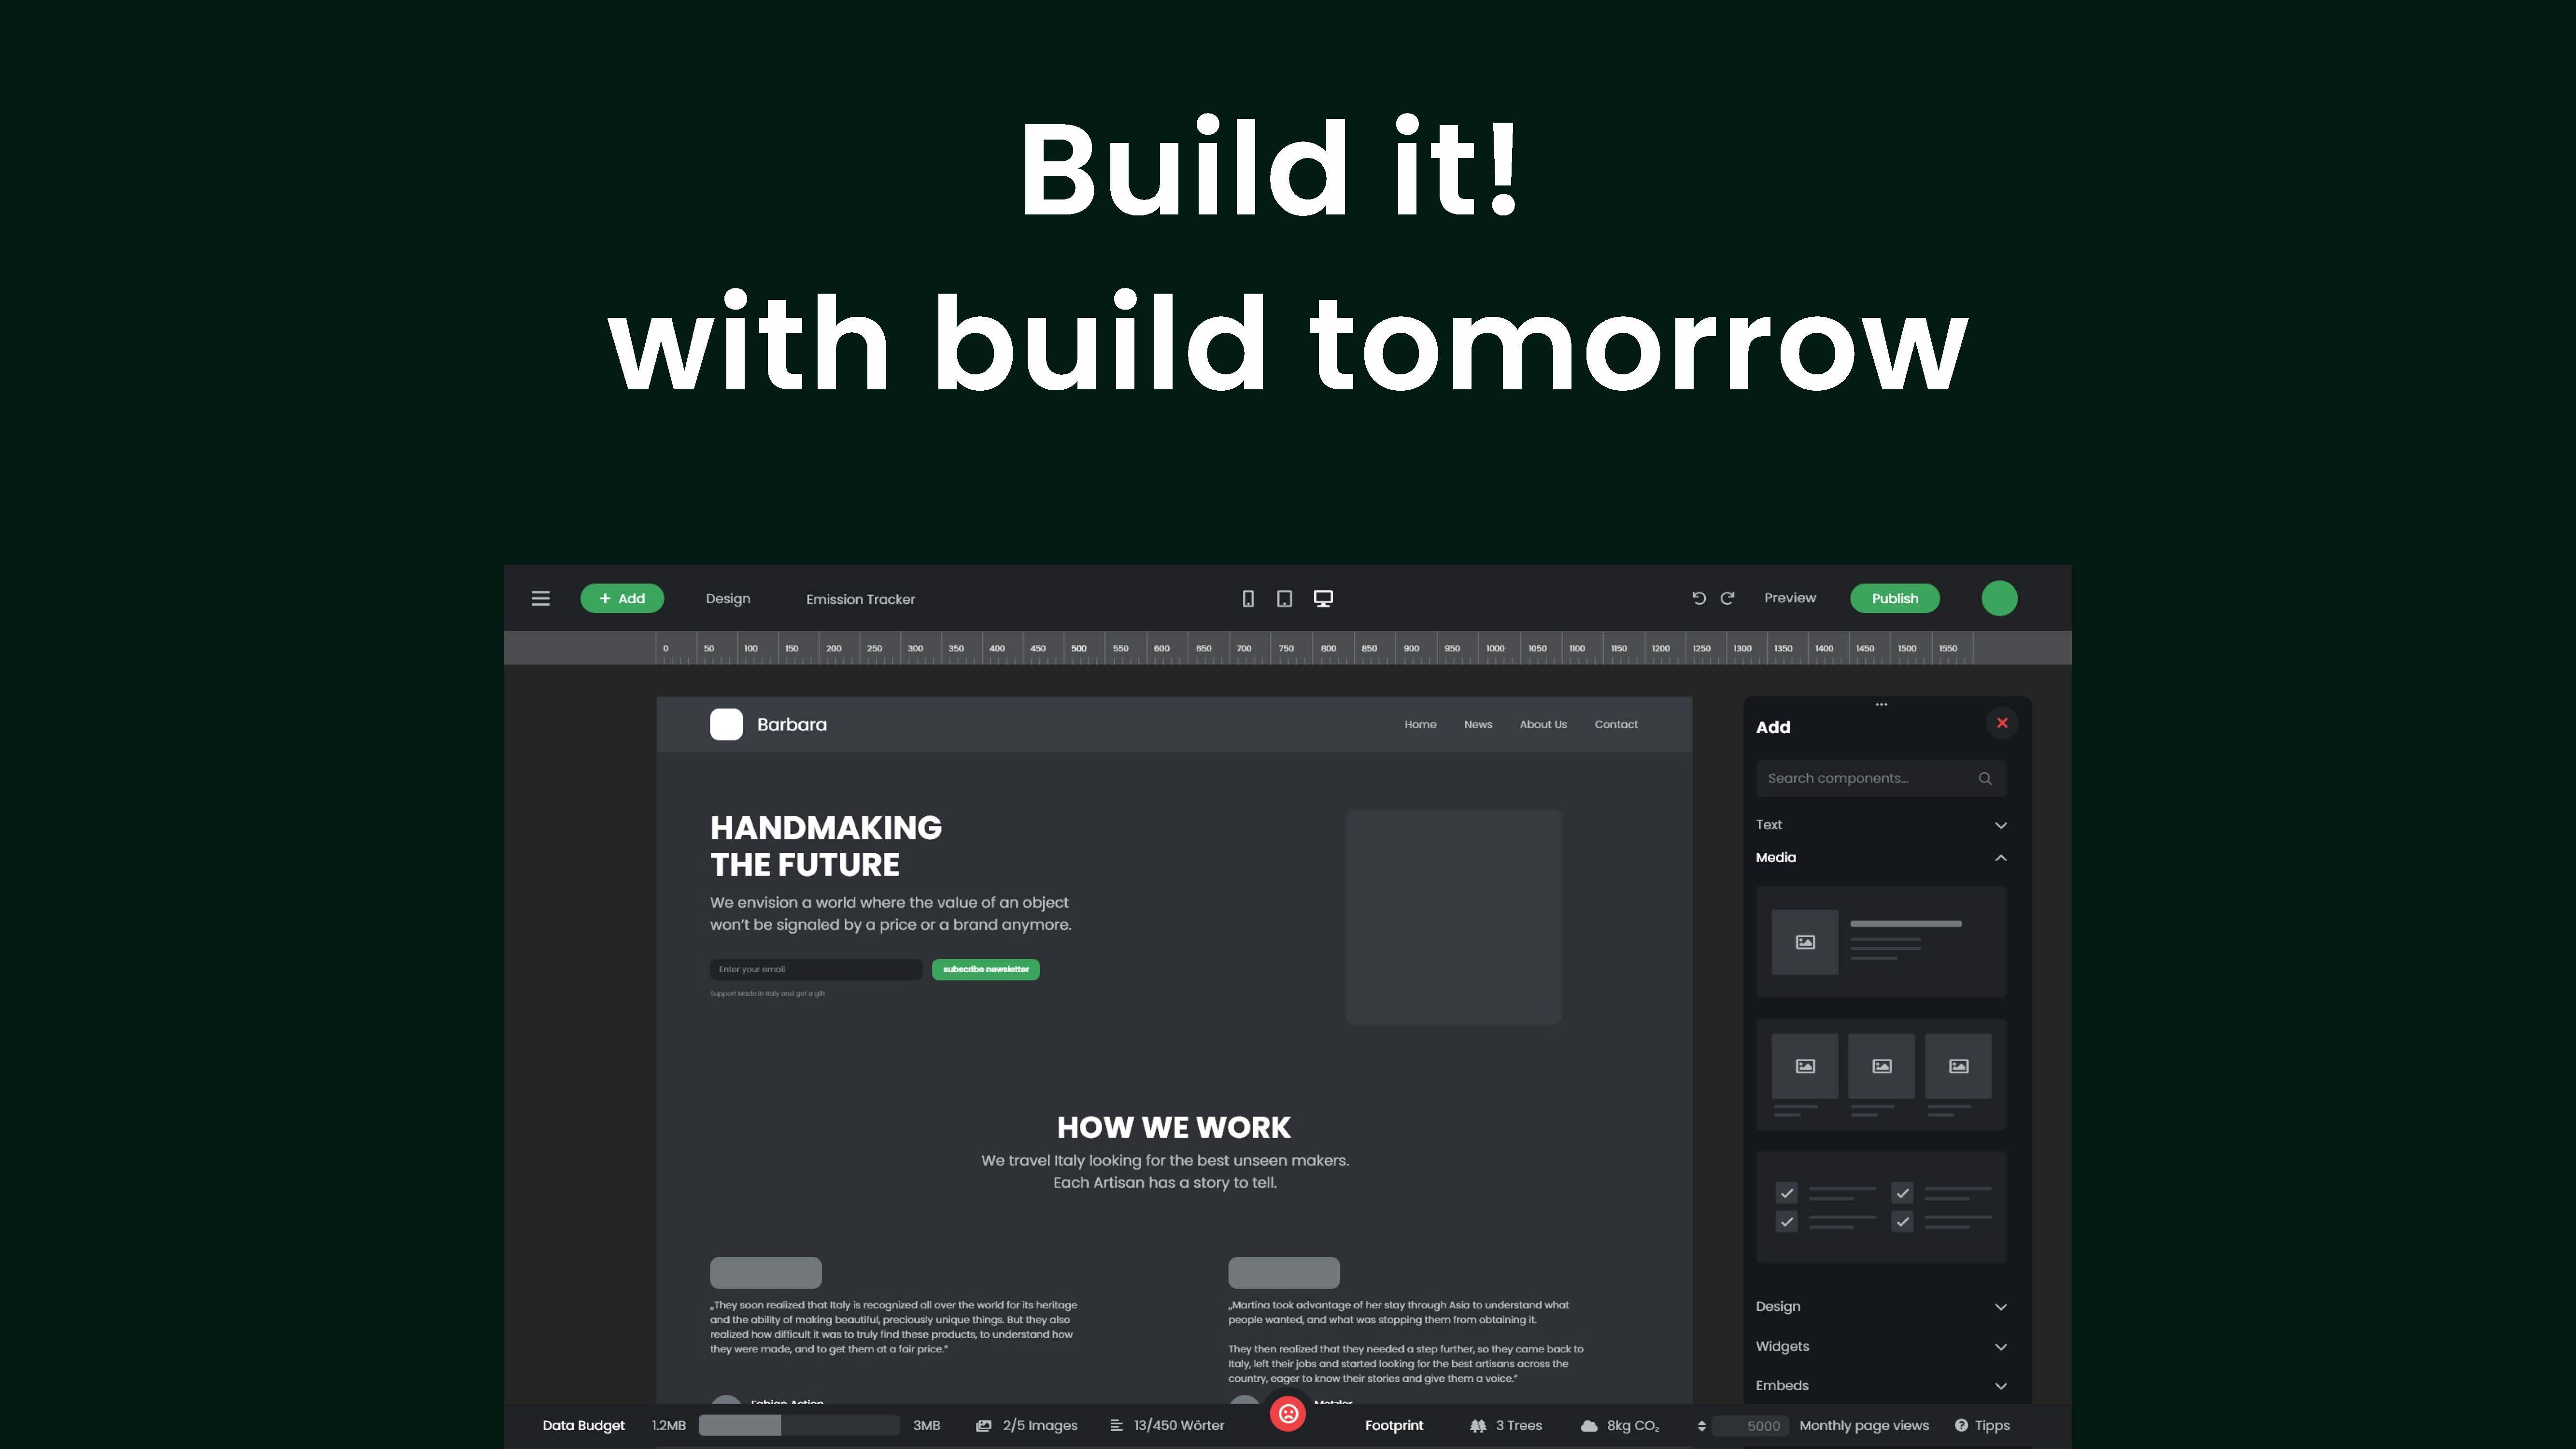 Build it!
with build tomorrow
+ Add
Design
Emission Tracker
Preview
Publish
0 50 100 150 200 250 300 350 400 450 500 550 600 650 700 750 800 850 900 950 1000 1050 1100 1150 1200 1250 1300 1350 1400 1450 1500 1550
Barbara
Home
News
About Us
Contact
HANDMAKING
THE FUTURE
We envision a world where the value of an object
won't be signaled by a price or a brand anymore.
Enter your email
subscribe newsletter
Support Made in Italy and get a gift
HOW WE WORK
We travel Italy looking for the best unseen makers.
Each Artisan has a story to tell.
„They soon realized that Italy is recognized all over the world for its heritage
and the ability of making beautiful, preciously unique things. But they also
realized how difficult it was to truly find these products, to understand how
they were made, and to get them at a fair price.“
„Martina took advantage of her stay through Asia to understand what
people wanted, and what was stopping them from obtaining it.
They then realized that they needed a step further, so they came back to
Italy, left their jobs and started looking for the best artisans across the
country, eager to know their stories and give them a voice.“
Add
Search components...
Text
Media
Design
Widgets
Embeds
Data Budget
1.2MB
3MB
2/5 Images
13/450 Wörter
Footprint
3 Trees
8kg CO₂
5000
Monthly page views
Tipps